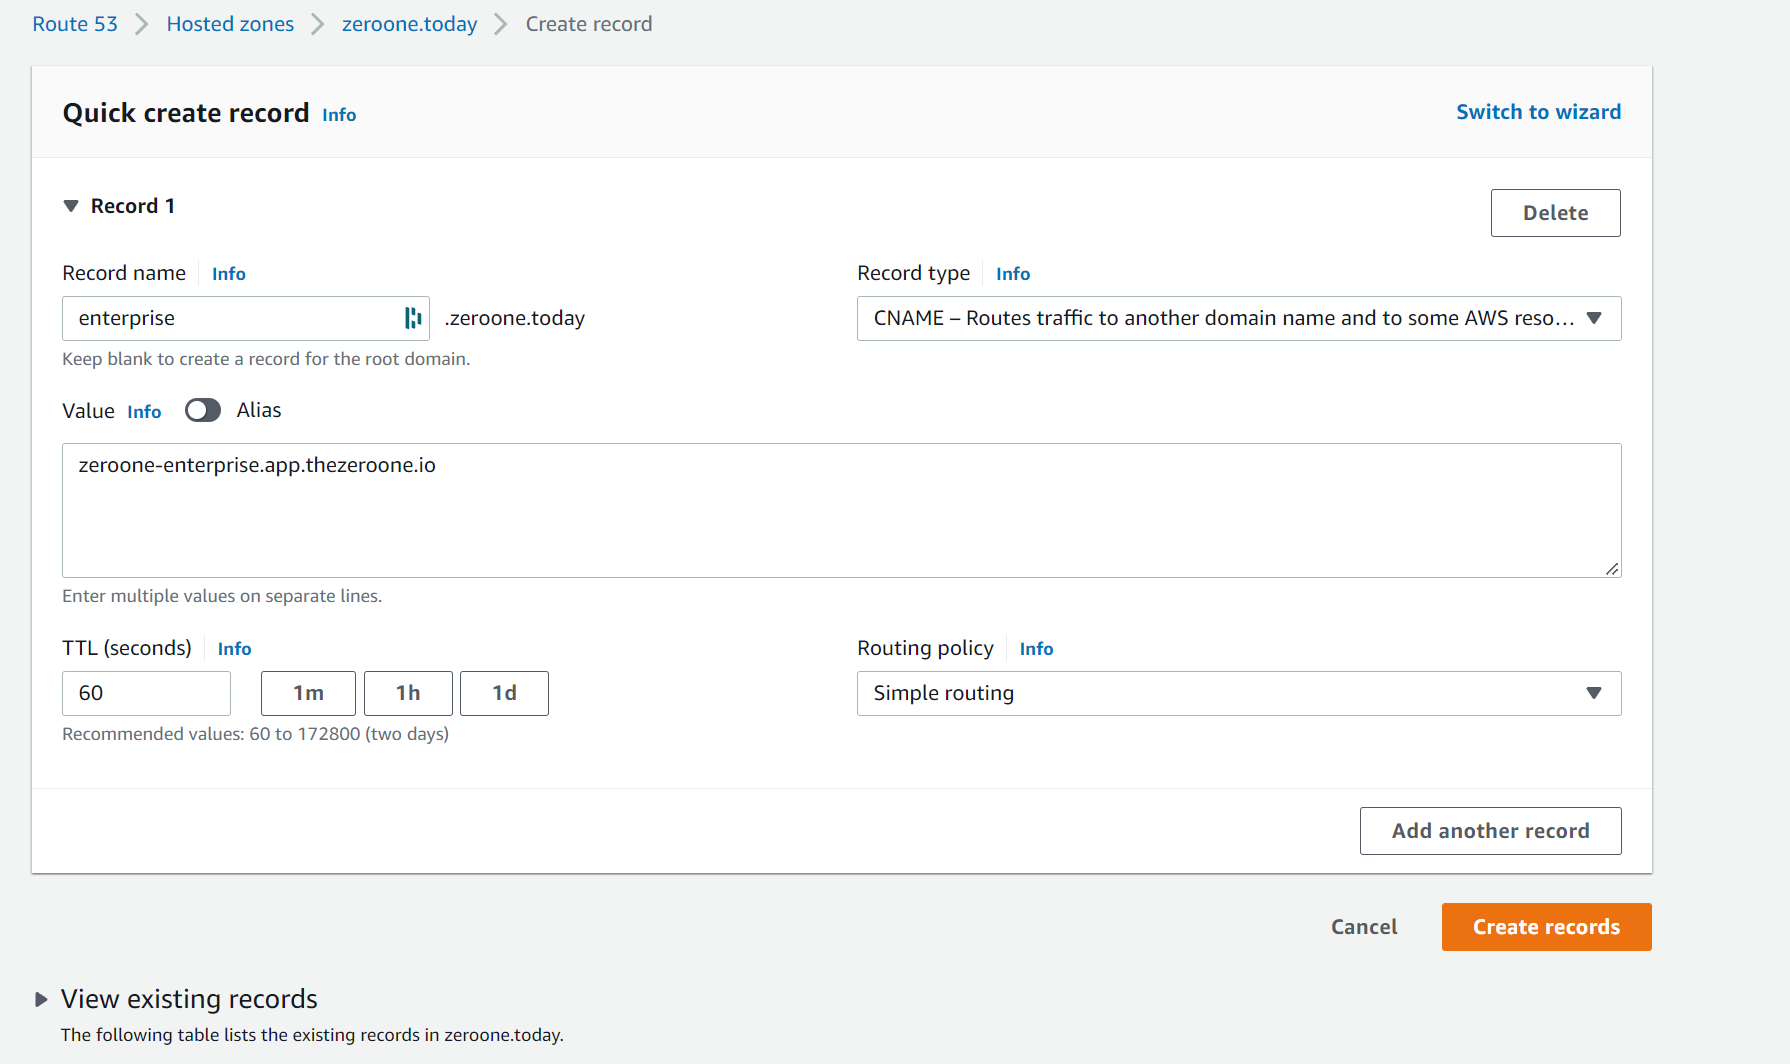 Route 53 Hosted zones zeroone.today Create record
Quick create record Info Switch to wizard
Record 1 Delete
Record name Info Record type Info
enterprise .zeroone.today CNAME – Routes traffic to another domain name and to some AWS reso...
Keep blank to create a record for the root domain.
Value Info Alias
zeroone-enterprise.app.thezeroone.io
Enter multiple values on separate lines.
TTL (seconds) Info Routing policy Info
60 1m 1h 1d Simple routing
Recommended values: 60 to 172800 (two days)
Add another record
Cancel Create records
View existing records
The following table lists the existing records in zeroone.today.